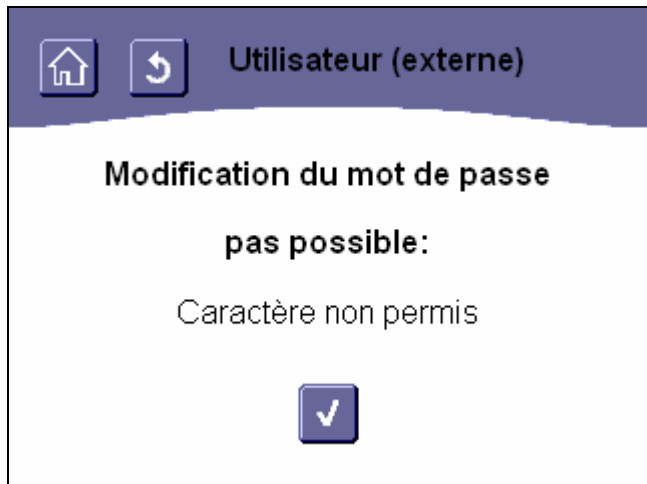 Utilisateur (externe)
Modification du mot de passe
pas possible:
Caractère non permis